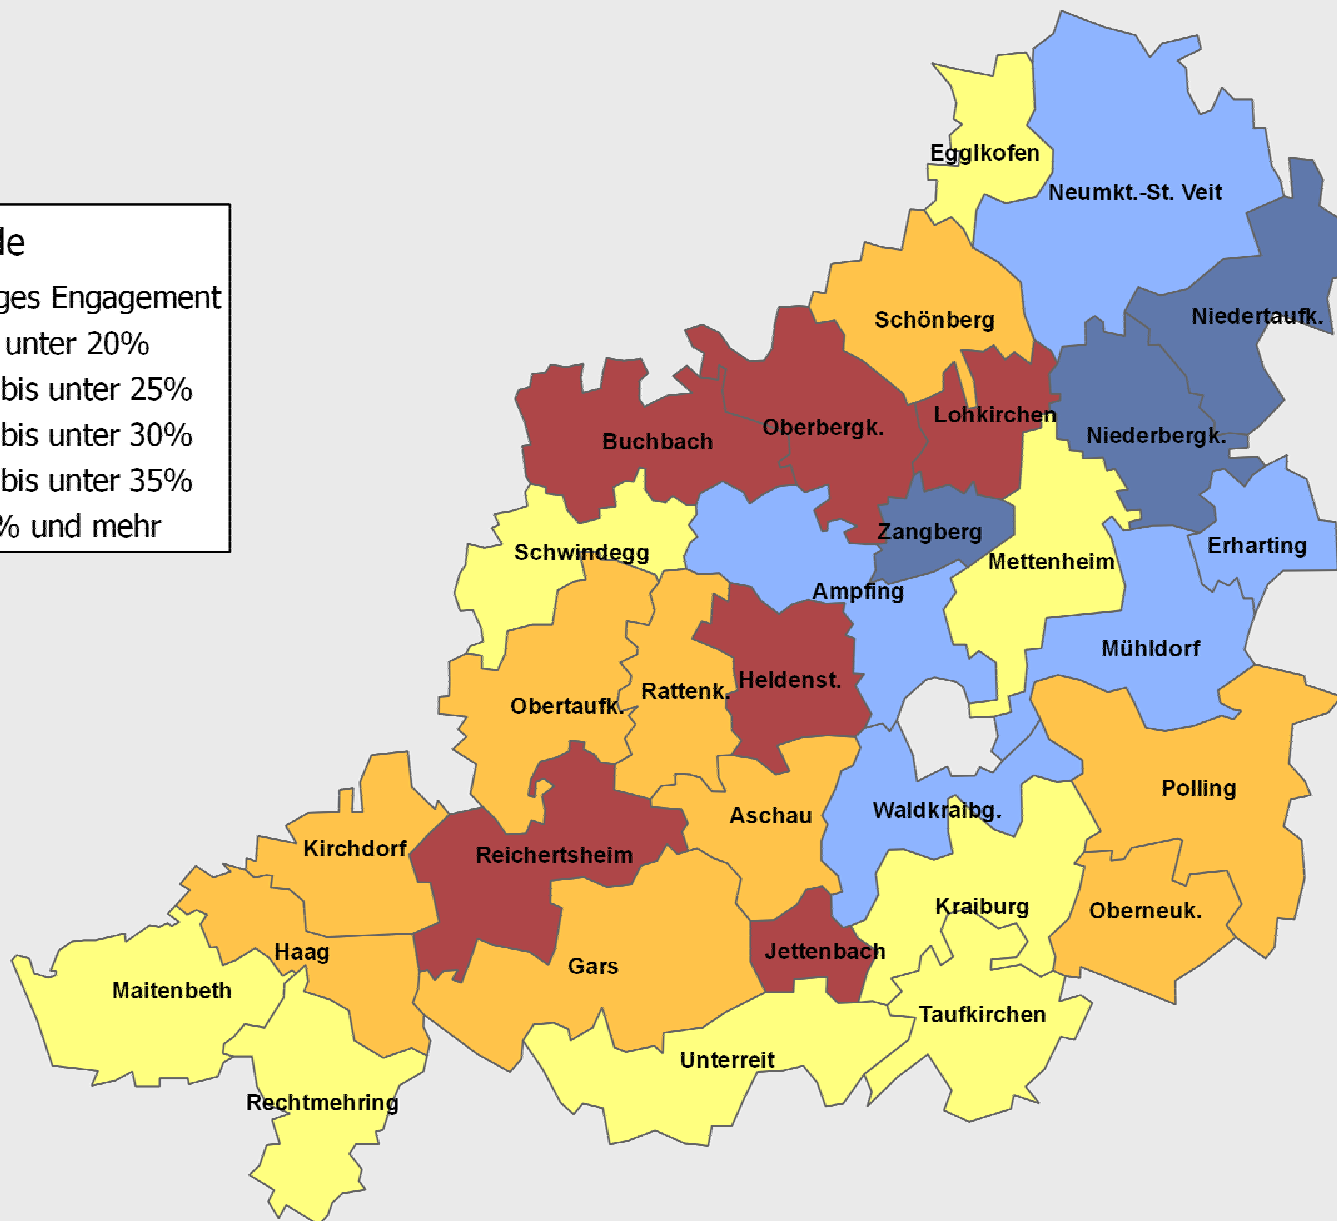 de
ges Engagement
unter 20%
bis unter 25%
bis unter 30%
bis unter 35%
% und mehr
Egglkofen
Neumkt.-St. Veit
Niedertaufk.
Schönberg
Lohkirchen
Oberbergk.
Niederbergk.
Buchbach
Zangberg
Erharting
Schwindegg
Mettenheim
Ampfing
Mühldorf
Heldenst.
Rattenk.
Obertaufk.
Polling
Waldkraibg.
Aschau
Kirchdorf
Reichertsheim
Kraiburg
Oberneuk.
Haag
Jettenbach
Gars
Maitenbeth
Taufkirchen
Unterreit
Rechtmehring